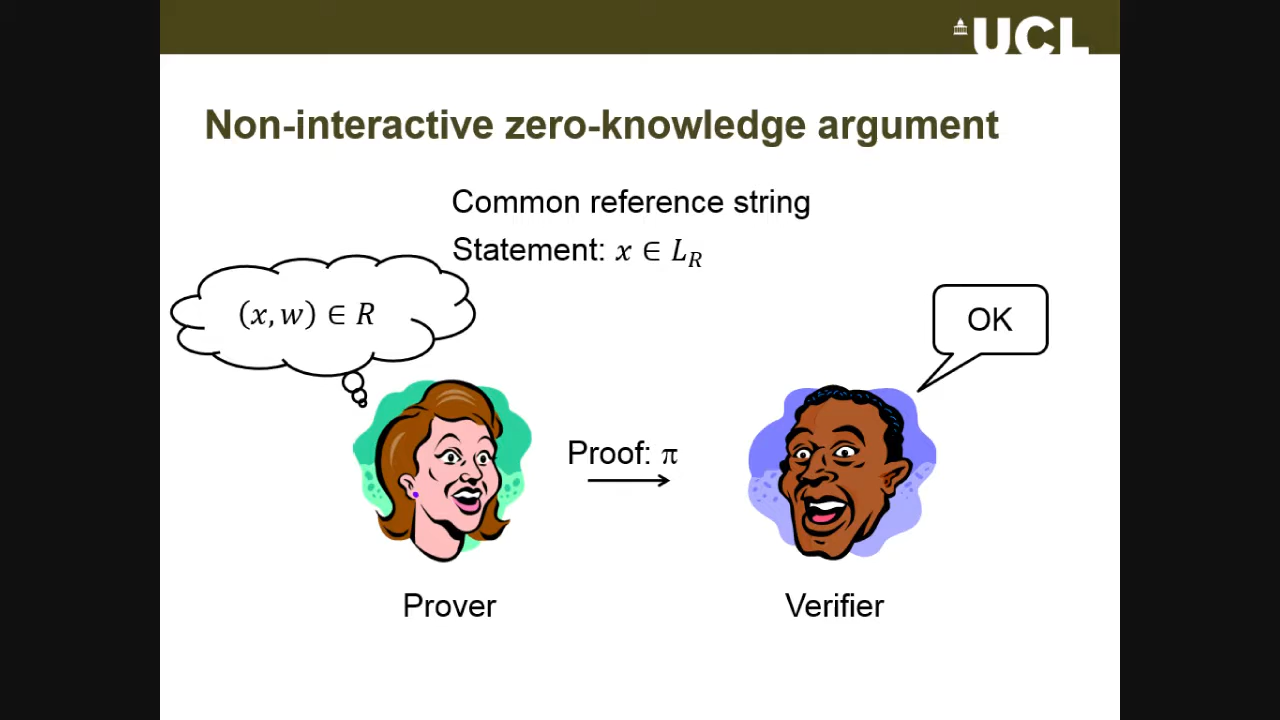 UCL
Non-interactive zero-knowledge argument
Common reference string
Statement: 𝑥 ∈ 𝐿_𝑅
(𝑥, 𝑤) ∈ 𝑅
OK
Proof: π
Prover
Verifier